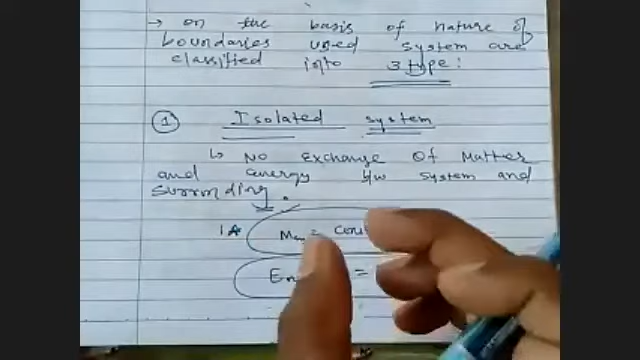 → on the basis of nature of
boundaries used system are
classified into 3 type:
① Isolated system
↳ No exchange of Matter
and energy b/w system and
surronding.
=
E =